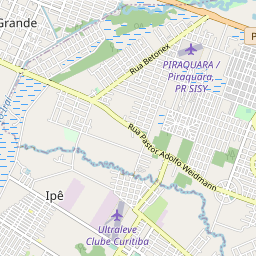 Grande
Rua Betonex
P
PIRAQUARA /
Piraquara,
PR SISY
Rua Pastor Adolfo Weidmann
Ipê
Ultraleve
Clube Curitiba